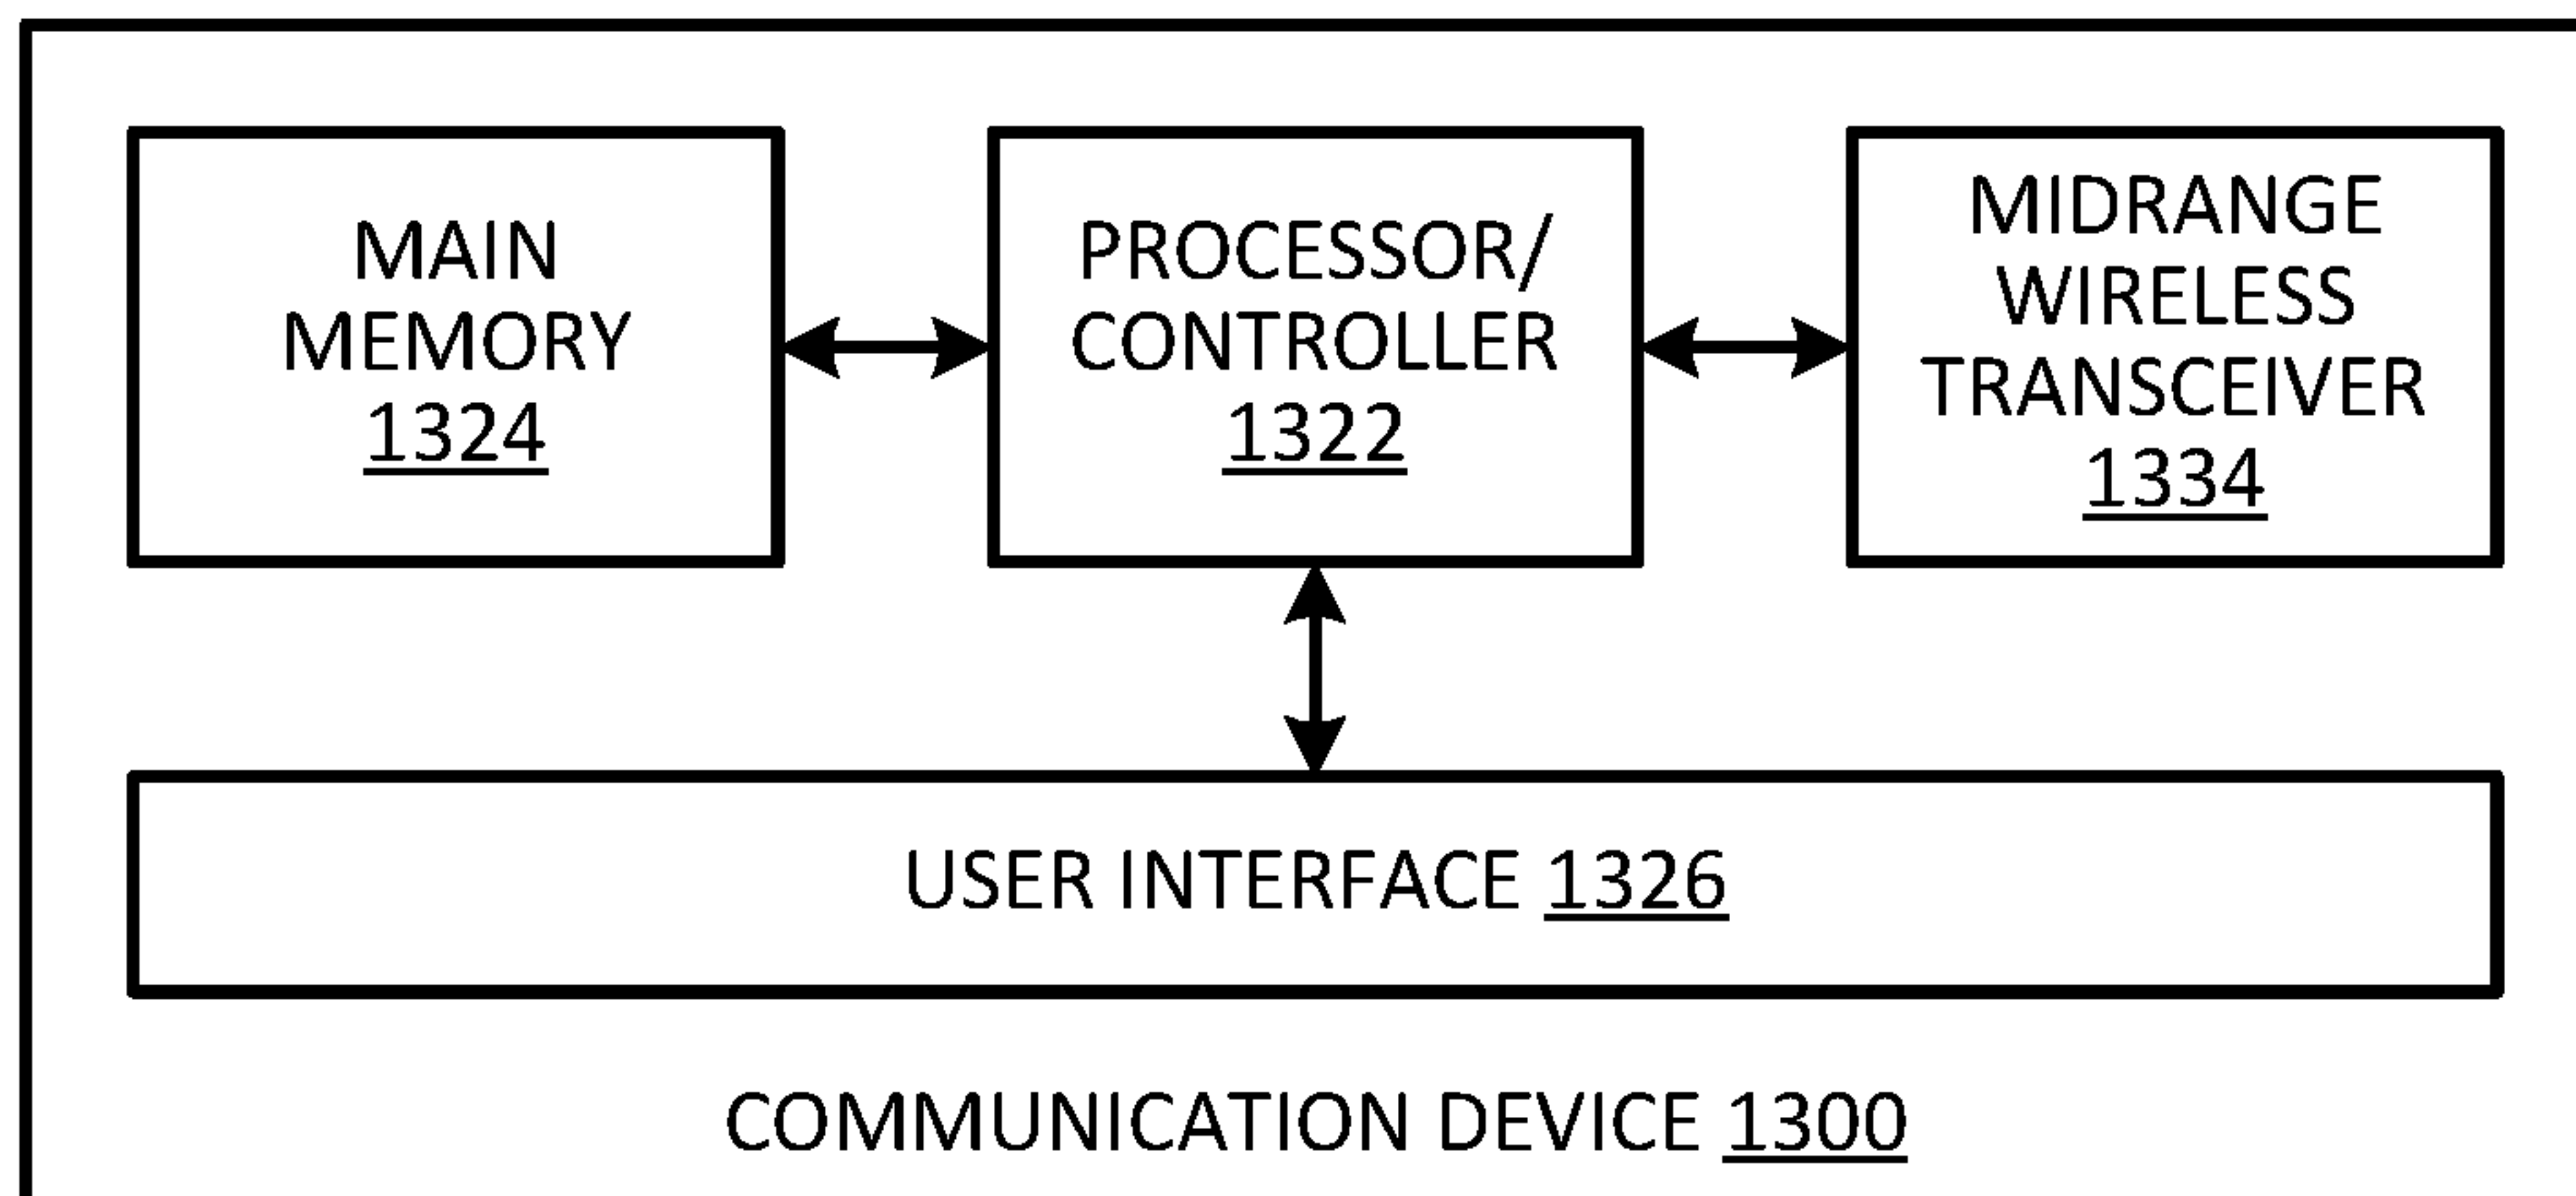 MAIN
MEMORY
1324
PROCESSOR/
CONTROLLER
1322
MIDRANGE
WIRELESS
TRANSCEIVER
1334
USER INTERFACE 1326
COMMUNICATION DEVICE 1300